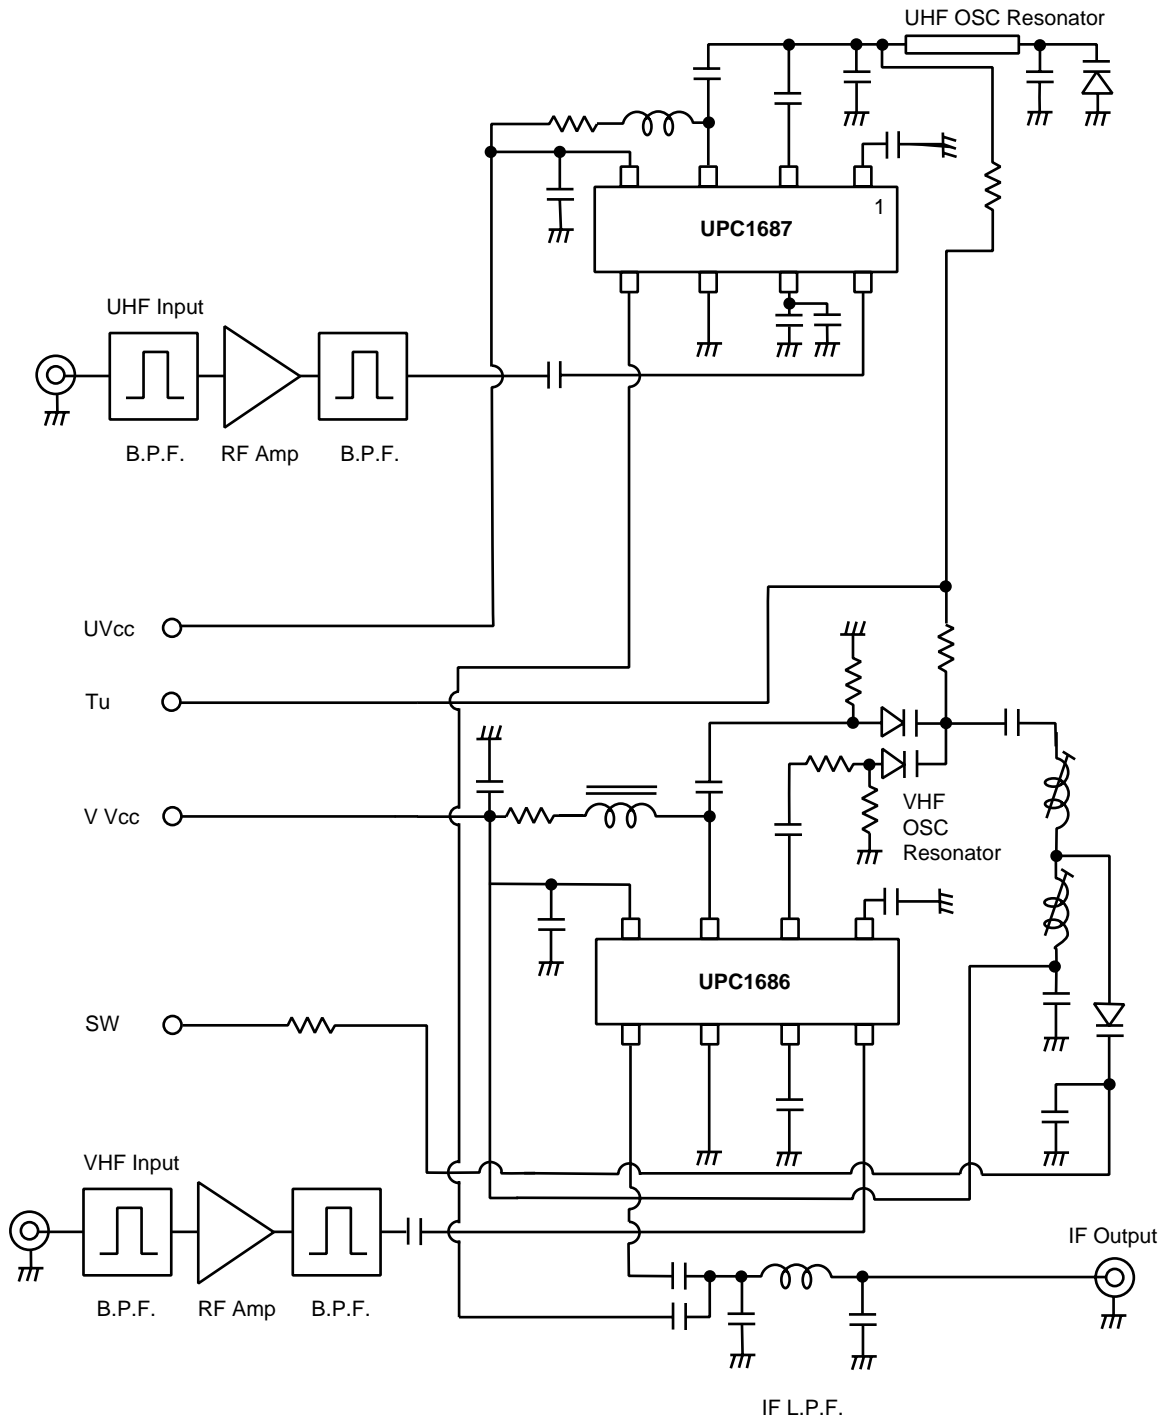 UHF OSC Resonator
1
UPC1687
UHF Input
B.P.F.
RF Amp
B.P.F.
UVcc
Tu
V Vcc
VHF
OSC
Resonator
UPC1686
SW
VHF Input
IF Output
B.P.F.
RF Amp
B.P.F.
IF L.P.F.